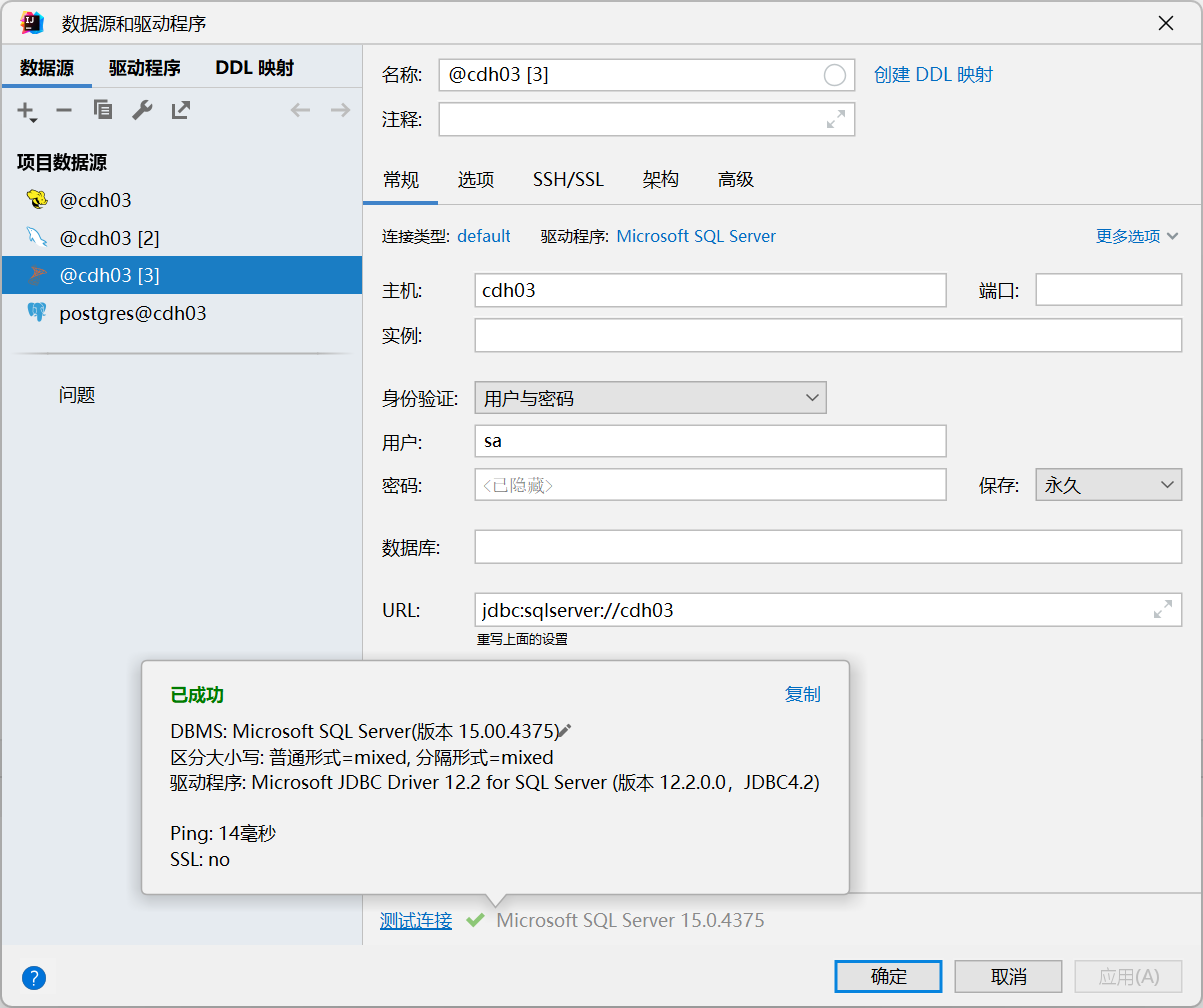 数据源和驱动程序
数据源 驱动程序 DDL 映射
项目数据源
@cdh03
@cdh03 [2]
@cdh03 [3]
postgres@cdh03
问题
名称: @cdh03 [3] 创建 DDL 映射
注释:
常规 选项 SSH/SSL 架构 高级
连接类型: default 驱动程序: Microsoft SQL Server 更多选项
主机: cdh03 端口:
实例:
身份验证: 用户与密码
用户: sa
密码: <已隐藏> 保存: 永久
数据库:
URL: jdbc:sqlserver://cdh03
重写上面的设置
已成功 复制
DBMS: Microsoft SQL Server(版本 15.00.4375)
区分大小写: 普通形式=mixed, 分隔形式=mixed
驱动程序: Microsoft JDBC Driver 12.2 for SQL Server (版本 12.2.0.0，JDBC4.2)
Ping: 14毫秒
SSL: no
测试连接 Microsoft SQL Server 15.0.4375
? 确定 取消 应用(A)